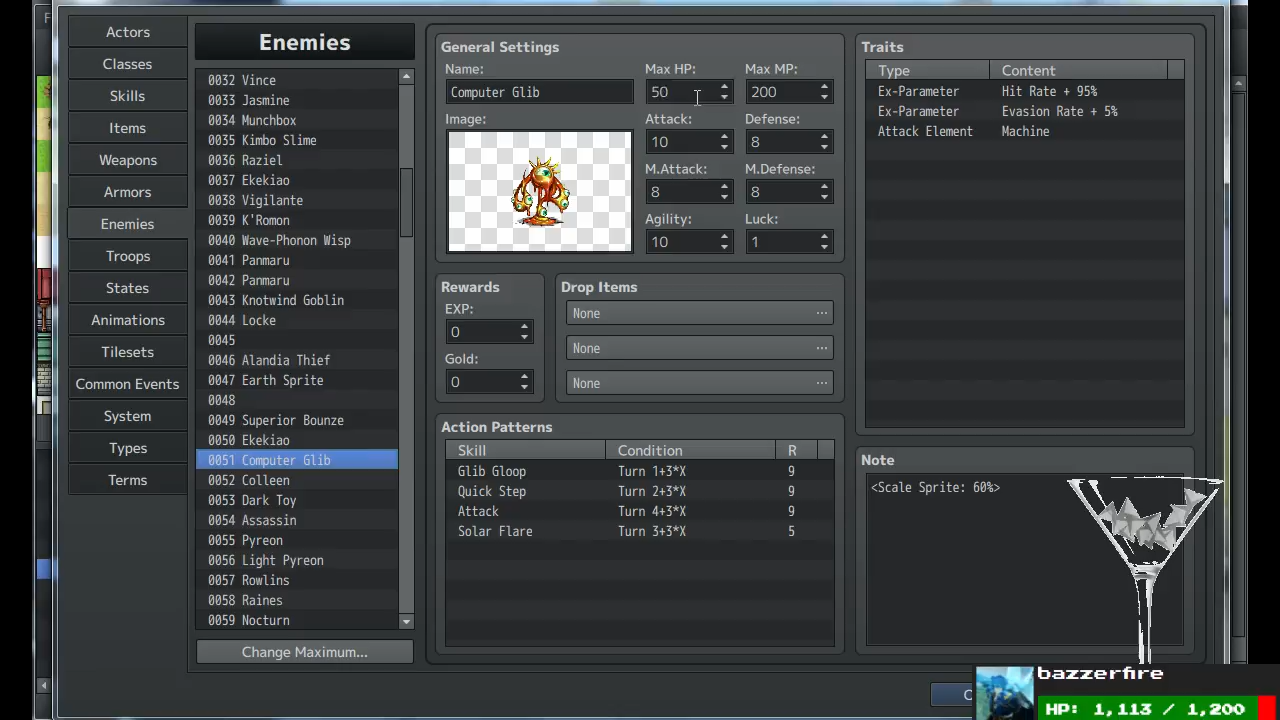 F
Actors
Classes
Skills
Items
Weapons
Armors
Enemies
Troops
States
Animations
Tilesets
Common Events
System
Types
Terms
Enemies
0032 Vince
0033 Jasmine
0034 Munchbox
0035 Kimbo Slime
0036 Raziel
0037 Ekekiao
0038 Vigilante
0039 K'Romon
0040 Wave-Phonon Wisp
0041 Panmaru
0042 Panmaru
0043 Knotwind Goblin
0044 Locke
0045
0046 Alandia Thief
0047 Earth Sprite
0048
0049 Superior Bounze
0050 Ekekiao
0051 Computer Glib
0052 Colleen
0053 Dark Toy
0054 Assassin
0055 Pyreon
0056 Light Pyreon
0057 Rowlins
0058 Raines
0059 Nocturn
Change Maximum...
General Settings
Name:
Computer Glib
Image:
Max HP: Max MP:
50 200
Attack: Defense:
10 8
M.Attack: M.Defense:
8 8
Agility: Luck:
10 1
Rewards
EXP:
0
Gold:
0
Drop Items
None ...
None ...
None ...
Action Patterns
Skill Condition R
Glib Gloop Turn 1+3*X 9
Quick Step Turn 2+3*X 9
Attack Turn 4+3*X 9
Solar Flare Turn 3+3*X 5
Traits
Type Content
Ex-Parameter Hit Rate + 95%
Ex-Parameter Evasion Rate + 5%
Attack Element Machine
Note
<Scale Sprite: 60%>
bazzerfire
HP: 1,113 / 1,200